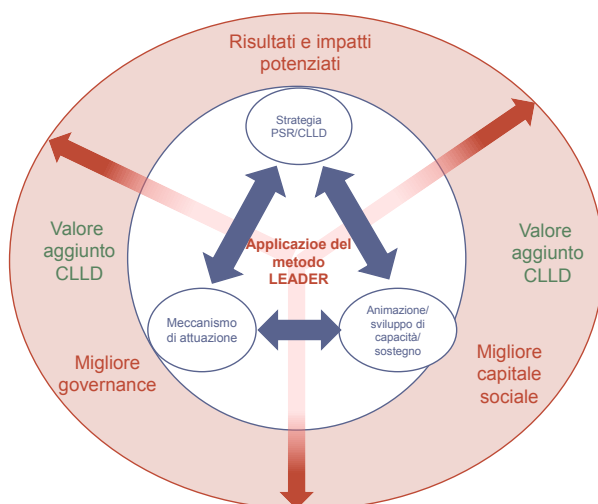 Risultati e impatti
potenziati
Strategia
PSR/CLLD
Valore
aggiunto
CLLD
Applicazioe del
metodo
LEADER
Valore
aggiunto
CLLD
Meccanismo
di attuazione
Animazione/
sviluppo di
capacità/
sostegno
Migliore
governance
Migliore
capitale
sociale